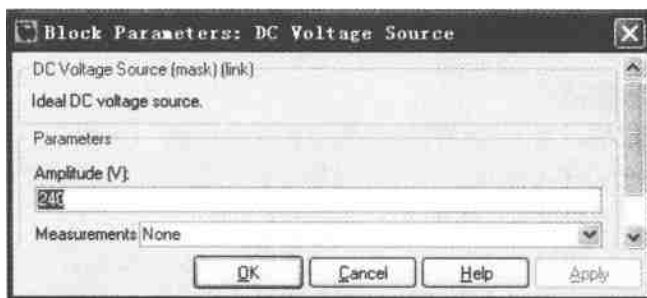 Block Parameters: DC Voltage Source
DC Voltage Source (mask) (link)
Ideal DC voltage source.
Parameters
Amplitude (V):
240
Measurements None
OK Cancel Help Apply